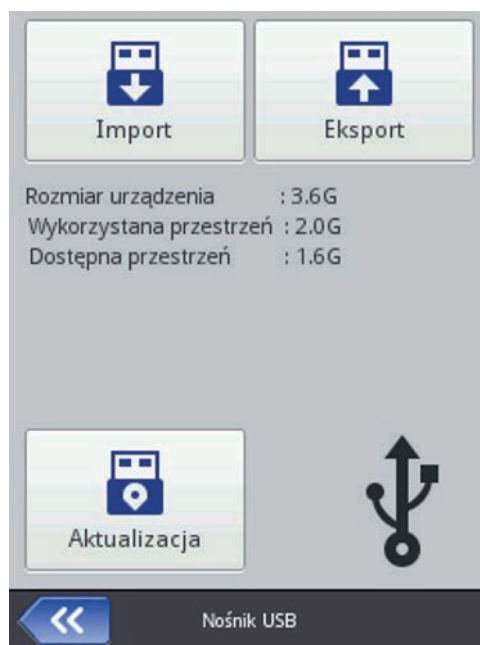 Import
Eksport
Rozmiar urządzenia : 3.6G
Wykorzystana przestrzeń : 2.0G
Dostępna przestrzeń : 1.6G
Aktualizacja
Nośnik USB